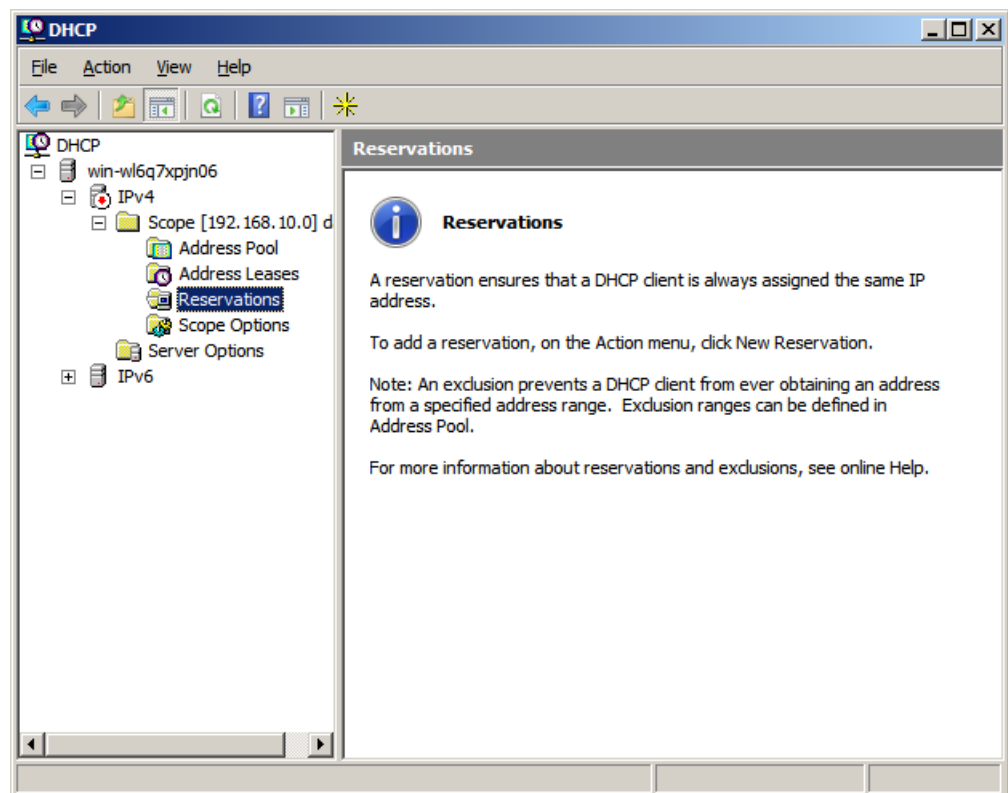 DHCP
File Action View Help
DHCP
win-wl6q7xpjn06
IPv4
Scope [192.168.10.0] d
Address Pool
Address Leases
Reservations
Scope Options
Server Options
IPv6
Reservations
Reservations
A reservation ensures that a DHCP client is always assigned the same IP
address.
To add a reservation, on the Action menu, click New Reservation.
Note: An exclusion prevents a DHCP client from ever obtaining an address
from a specified address range. Exclusion ranges can be defined in
Address Pool.
For more information about reservations and exclusions, see online Help.